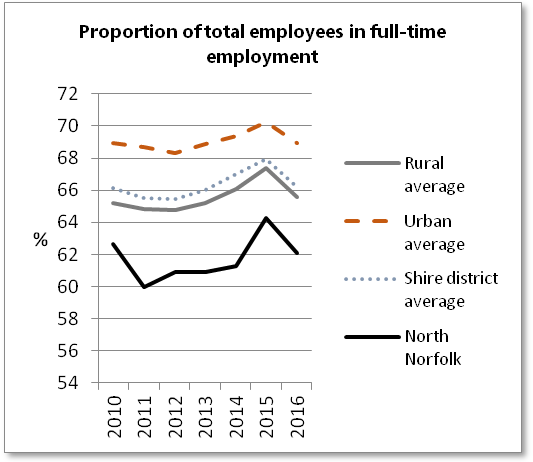 Proportion of total employees in full-time
employment
72
70
68
66
64
62
60
58
56
54
%
2010
2011
2012
2013
2014
2015
2016
Rural
average
Urban
average
Shire district
average
North
Norfolk